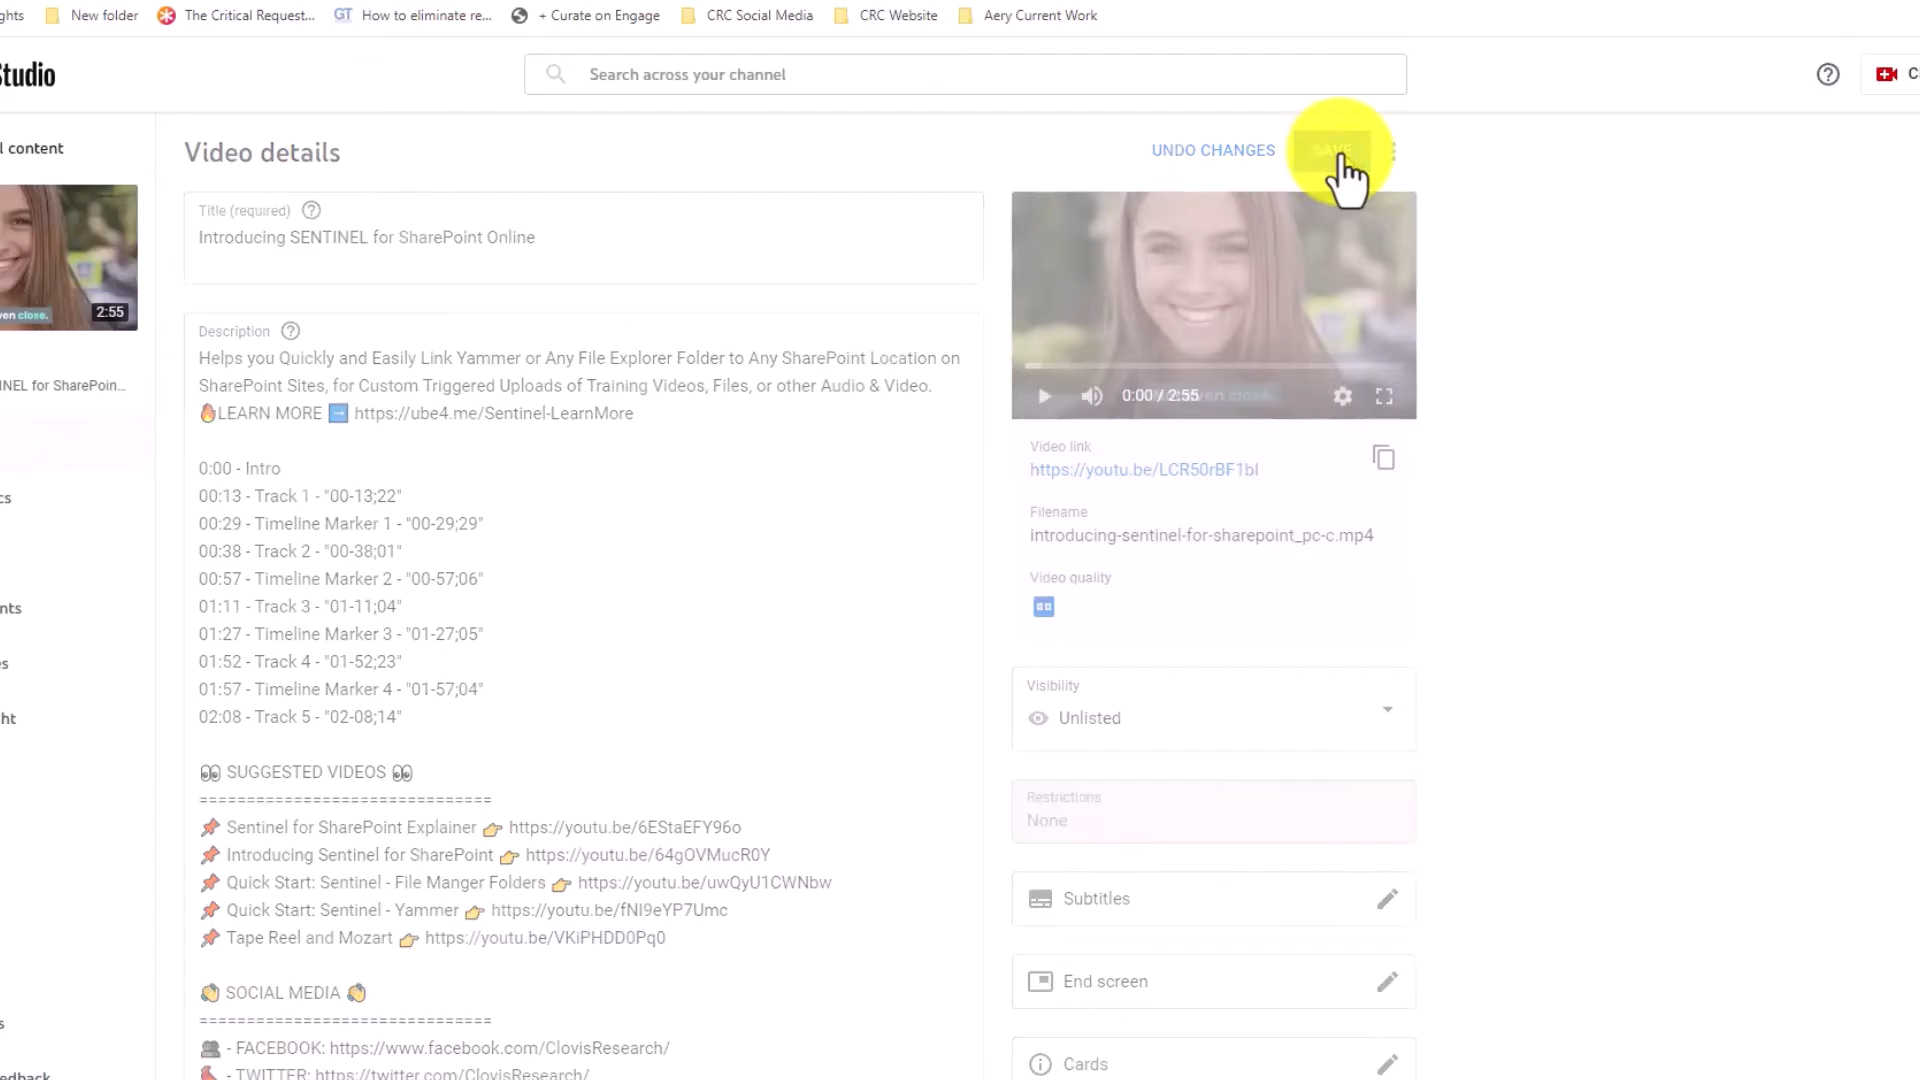 ghts New folder The Critical Request... GT How to eliminate re... + Curate on Engage CRC Social Media CRC Website Aery Current Work
Studio Search across your channel C
l content
Video details
UNDO CHANGES SAVE
Title (required)
Introducing SENTINEL for SharePoint Online
ven close. 2:55
NEL for SharePoin...
cs
nts
es
ht
s
edback
Description
Helps you Quickly and Easily Link Yammer or Any File Explorer Folder to Any SharePoint Location on
SharePoint Sites, for Custom Triggered Uploads of Training Videos, Files, or other Audio & Video.
🔥LEARN MORE ➡️ https://ube4.me/Sentinel-LearnMore
0:00 - Intro
00:13 - Track 1 - "00-13;22"
00:29 - Timeline Marker 1 - "00-29;29"
00:38 - Track 2 - "00-38;01"
00:57 - Timeline Marker 2 - "00-57;06"
01:11 - Track 3 - "01-11;04"
01:27 - Timeline Marker 3 - "01-27;05"
01:52 - Track 4 - "01-52;23"
01:57 - Timeline Marker 4 - "01-57;04"
02:08 - Track 5 - "02-08;14"
👀 SUGGESTED VIDEOS 👀
===============================
📌 Sentinel for SharePoint Explainer 👉 https://youtu.be/6EStaEFY96o
📌 Introducing Sentinel for SharePoint 👉 https://youtu.be/64gOVMucR0Y
📌 Quick Start: Sentinel - File Manger Folders 👉 https://youtu.be/uwQyU1CWNbw
📌 Quick Start: Sentinel - Yammer 👉 https://youtu.be/fNI9eYP7Umc
📌 Tape Reel and Mozart 👉 https://youtu.be/VKiPHDD0Pq0
👏 SOCIAL MEDIA 👏
===============================
👥 - FACEBOOK: https://www.facebook.com/ClovisResearch/
- TWITTER: https://twitter.com/ClovisResearch/
0:00 / 2:55 ven close.
Video link
https://youtu.be/LCR50rBF1bI
Filename
introducing-sentinel-for-sharepoint_pc-c.mp4
Video quality
SD
Visibility
Unlisted
Restrictions
None
Subtitles
End screen
Cards